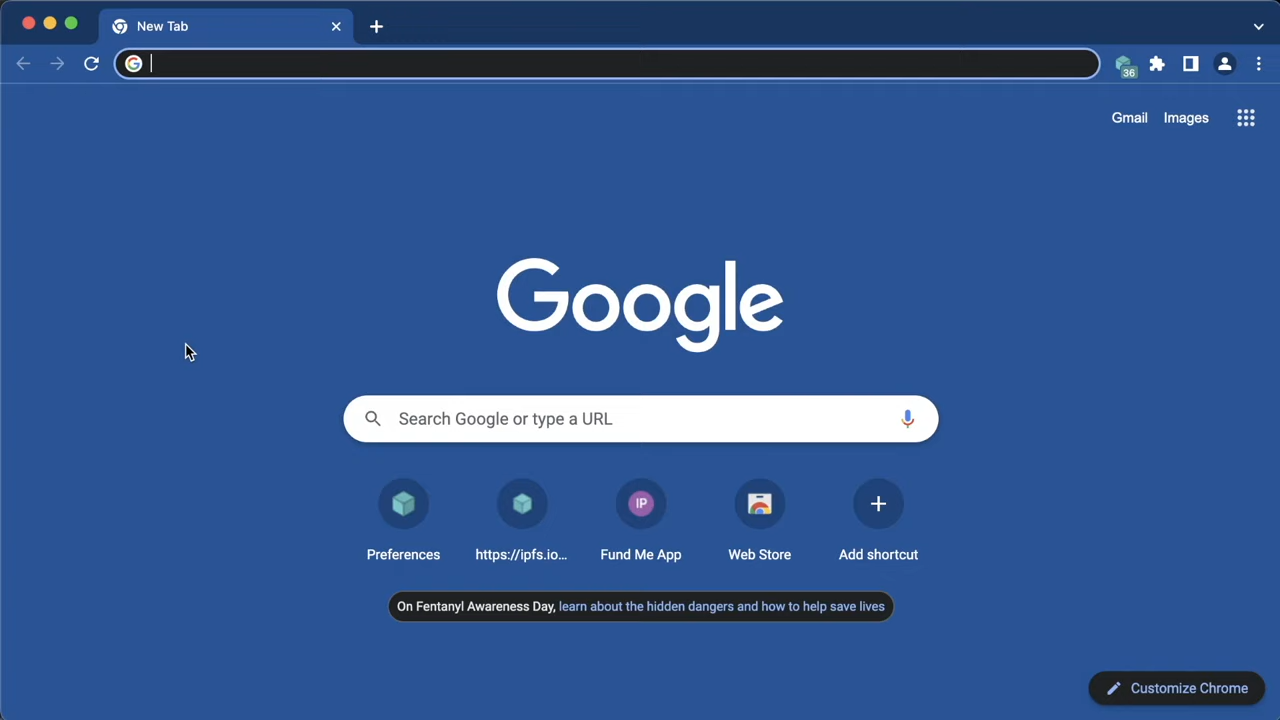 New Tab
36
Gmail Images
Google
Search Google or type a URL
IP
Preferences https://ipfs.io... Fund Me App Web Store Add shortcut
On Fentanyl Awareness Day, learn about the hidden dangers and how to help save lives
Customize Chrome